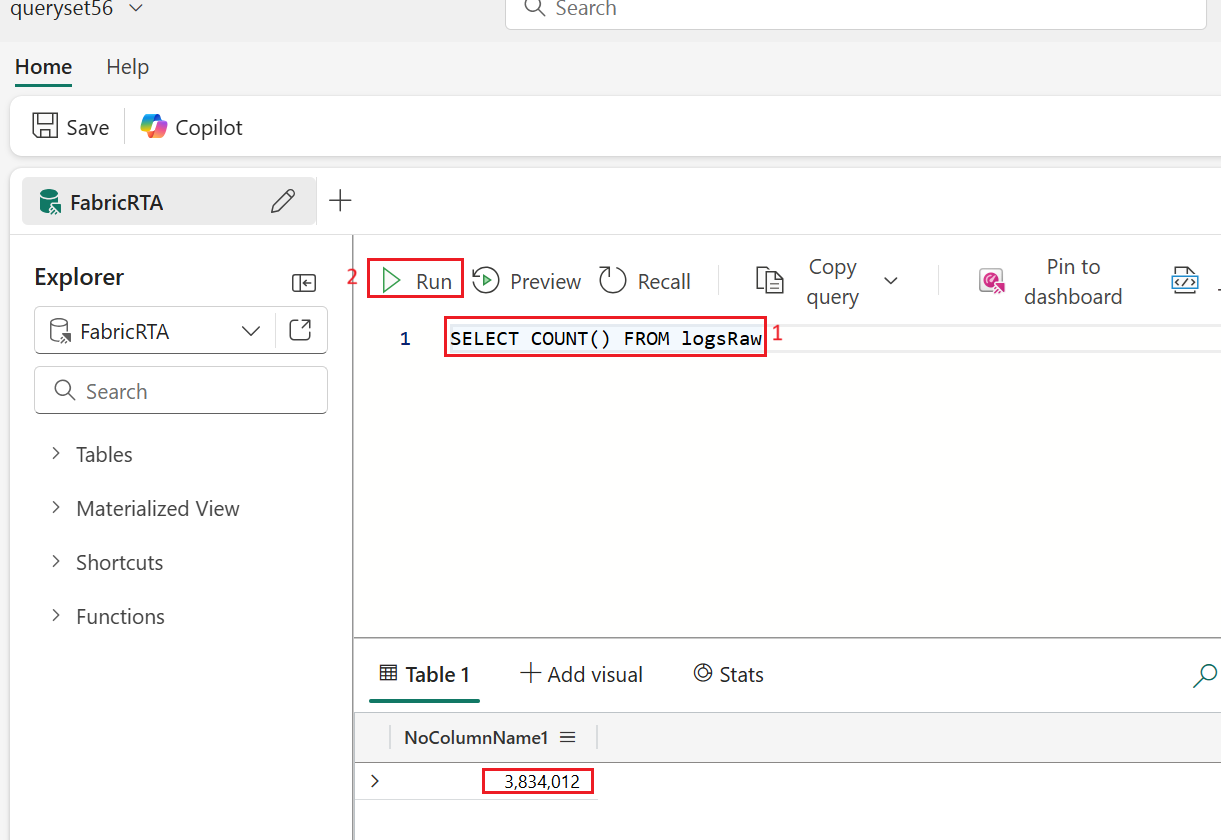 queryset56
Search
Home Help
Save Copilot
FabricRTA
Explorer
2 Run Preview Recall Copy query Pin to dashboard
FabricRTA
1 SELECT COUNT() FROM logsRaw 1
Search
Tables
Materialized View
Shortcuts
Functions
Table 1 Add visual Stats
NoColumnName1
3,834,012